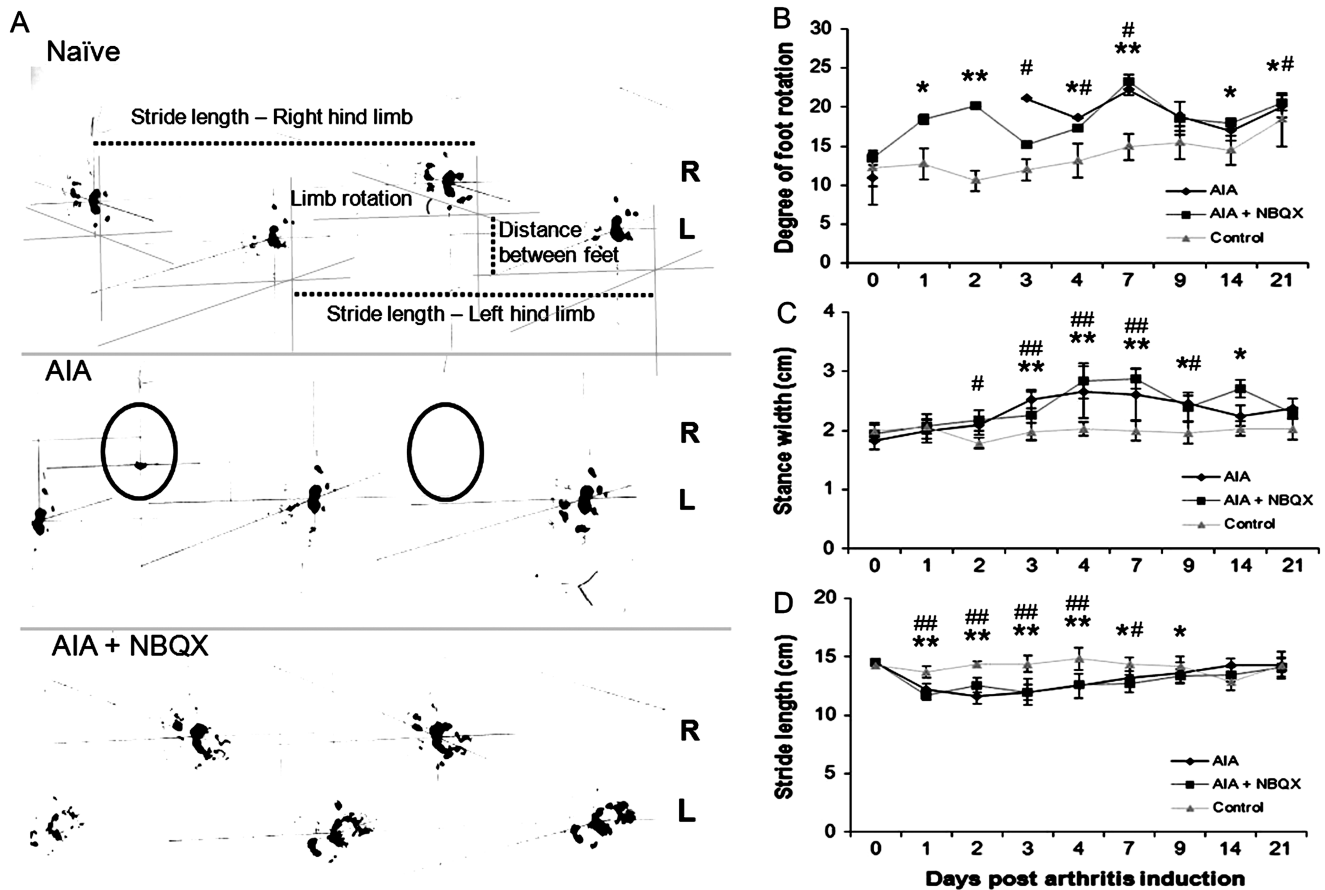 A
Naïve
Stride length – Right hind limb
R
Limb rotation
L
Distance
between feet
Stride length – Left hind limb
AIA
R
L
AIA + NBQX
R
L
B
30
25
20
15
10
5
0
Degree of foot rotation
* ** # *# # ** * *#
AIA
AIA + NBQX
Control
0 1 2 3 4 7 9 14 21
C
4
3
2
1
0
Stance width (cm)
## ##
# ## ** ** ** *# *
AIA
AIA + NBQX
Control
0 1 2 3 4 7 9 14 21
D
20
15
10
5
0
Stride length (cm)
## ## ## ##
** ** ** ** *# *
AIA
AIA + NBQX
Control
0 1 2 3 4 7 9 14 21
Days post arthritis induction